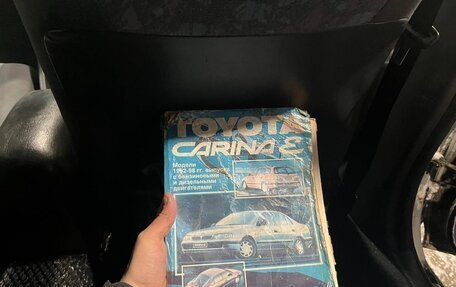 TOYOTA
CARINA E
Модели
1992-98 гг. выпуска
с бензиновыми
и дизельными
двигателями